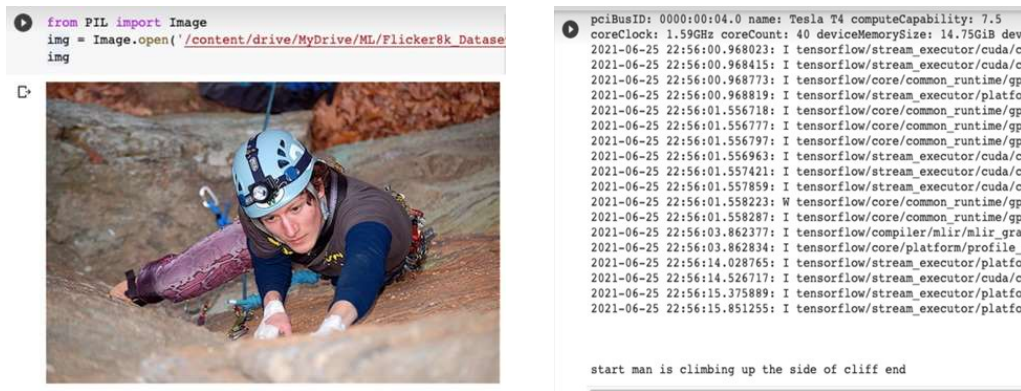 from PIL import Image
img = Image.open('/content/drive/MyDrive/ML/Flicker8k_Datase
img
pciBusID: 0000:00:04.0 name: Tesla T4 computeCapability: 7.5
coreClock: 1.59GHz coreCount: 40 deviceMemorySize: 14.75GiB dev
2021-06-25 22:56:00.968023: I tensorflow/stream_executor/cuda/c
2021-06-25 22:56:00.968415: I tensorflow/stream_executor/cuda/c
2021-06-25 22:56:00.968773: I tensorflow/core/common_runtime/gp
2021-06-25 22:56:00.968819: I tensorflow/stream_executor/platfo
2021-06-25 22:56:01.556718: I tensorflow/core/common_runtime/gp
2021-06-25 22:56:01.556777: I tensorflow/core/common_runtime/gp
2021-06-25 22:56:01.556797: I tensorflow/core/common_runtime/gp
2021-06-25 22:56:01.556963: I tensorflow/stream_executor/cuda/c
2021-06-25 22:56:01.557421: I tensorflow/stream_executor/cuda/c
2021-06-25 22:56:01.557859: I tensorflow/stream_executor/cuda/c
2021-06-25 22:56:01.558223: W tensorflow/core/common_runtime/gp
2021-06-25 22:56:01.558287: I tensorflow/core/common_runtime/gp
2021-06-25 22:56:03.862377: I tensorflow/compiler/mlir/mlir_gra
2021-06-25 22:56:03.862834: I tensorflow/core/platform/profile_
2021-06-25 22:56:14.028765: I tensorflow/stream_executor/platfo
2021-06-25 22:56:14.526717: I tensorflow/stream_executor/cuda/c
2021-06-25 22:56:15.375889: I tensorflow/stream_executor/platfo
2021-06-25 22:56:15.851255: I tensorflow/stream_executor/platfo
start man is climbing up the side of cliff end